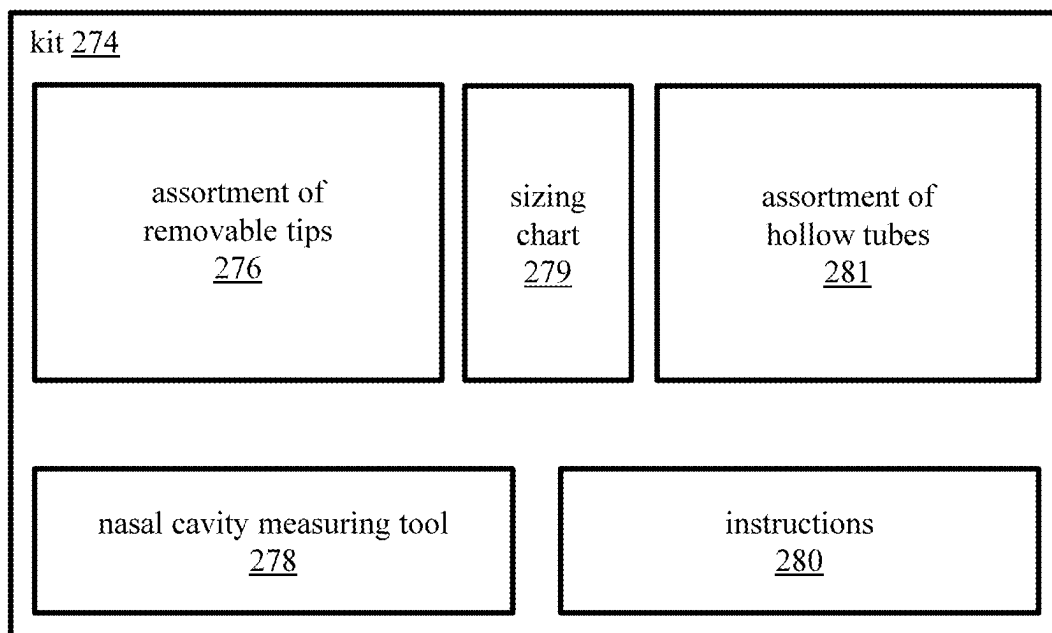 kit 274
assortment of
removable tips
276
sizing
chart
279
assortment of
hollow tubes
281
nasal cavity measuring tool
278
instructions
280